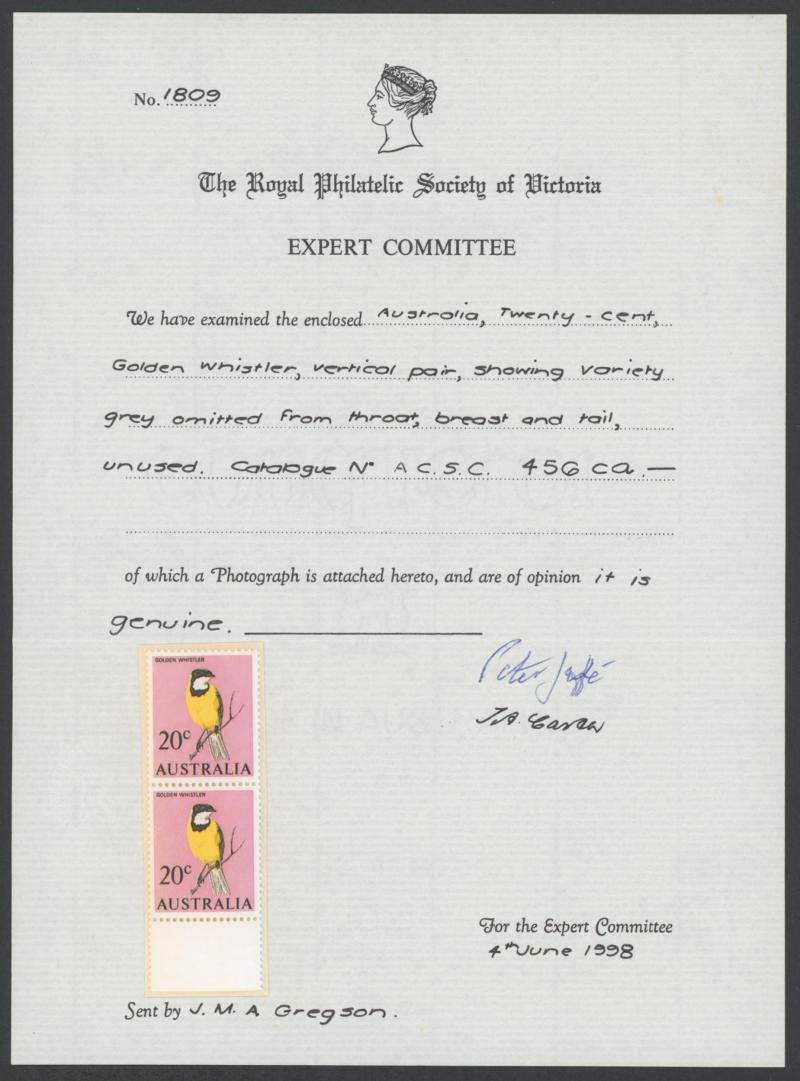 No. 1809
The Royal Philatelic Society of Victoria
EXPERT COMMITTEE
We have examined the enclosed Australia, Twenty - cent,
Golden Whistler, vertical pair, showing variety
grey omitted from throat, breast and tail,
unused. Catalogue Nº A C. S. C. 456 ca. —
of which a Photograph is attached hereto, and are of opinion it is
genuine.
Peter Jaffé
J.A.
GOLDEN WHISTLER
20c
AUSTRALIA
GOLDEN WHISTLER
20c
AUSTRALIA
For the Expert Committee
4th June 1998
Sent by J. M. A Gregson.